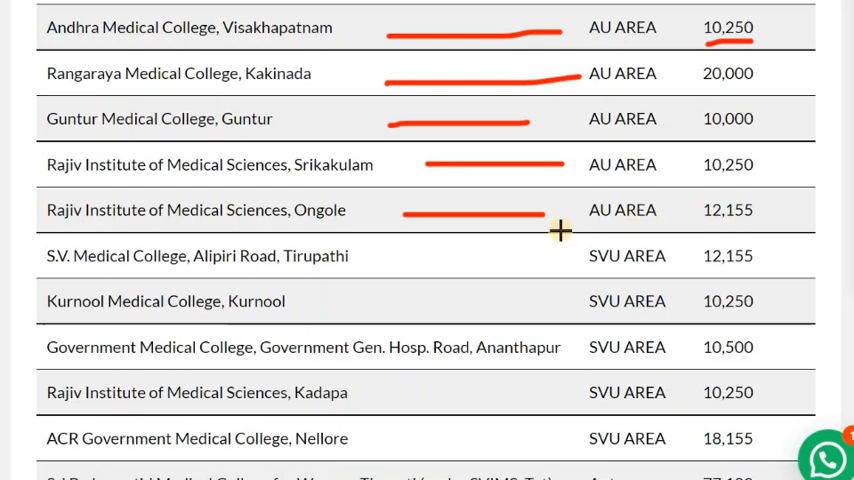 Andhra Medical College, Visakhapatnam AU AREA 10,250
Rangaraya Medical College, Kakinada AU AREA 20,000
Guntur Medical College, Guntur AU AREA 10,000
Rajiv Institute of Medical Sciences, Srikakulam AU AREA 10,250
Rajiv Institute of Medical Sciences, Ongole AU AREA 12,155
S.V. Medical College, Alipiri Road, Tirupathi SVU AREA 12,155
Kurnool Medical College, Kurnool SVU AREA 10,250
Government Medical College, Government Gen. Hosp. Road, Ananthapur SVU AREA 10,500
Rajiv Institute of Medical Sciences, Kadapa SVU AREA 10,250
ACR Government Medical College, Nellore SVU AREA 18,155